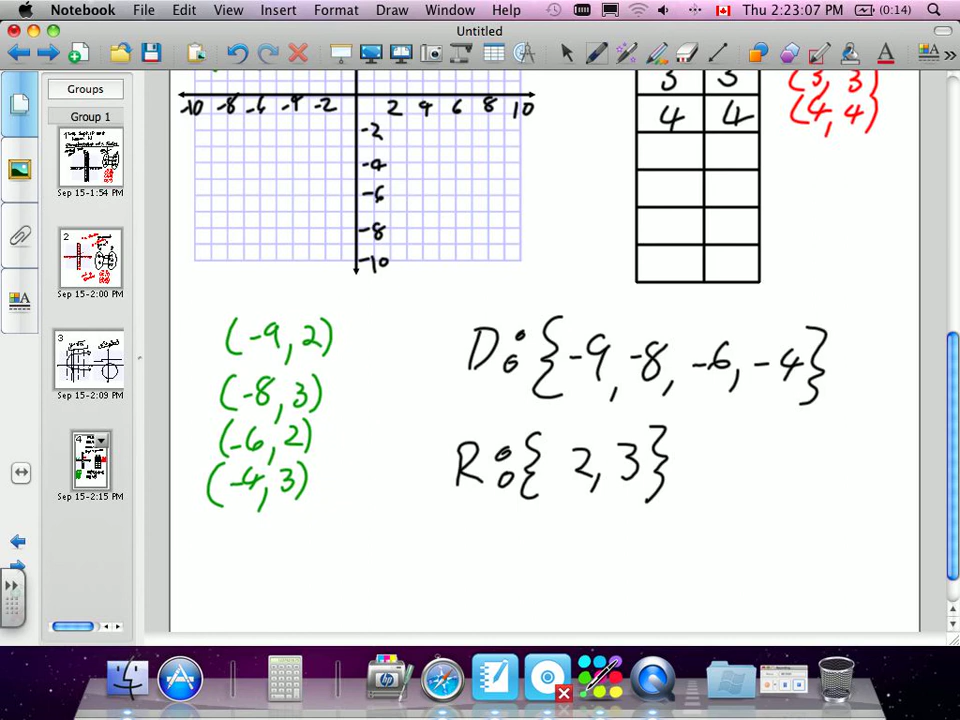 Notebook File Edit View Insert Format Draw Window Help Thu 2:23:07 PM (0:14)
Untitled
Groups
Group 1
Sep 15-1:54 PM
2
Sep 15-2:00 PM
3
Sep 15-2:09 PM
4
Sep 15-2:15 PM
-10 -8 -6 -4 -2 2 4 6 8 10
-2
-4
-6
-8
-10
3 3 (3, 3)
4 4 (4, 4)
(-9, 2)
(-8, 3)
(-6, 2)
(-4, 3)
D: {-9, -8, -6, -4}
R: { 2, 3}
hp